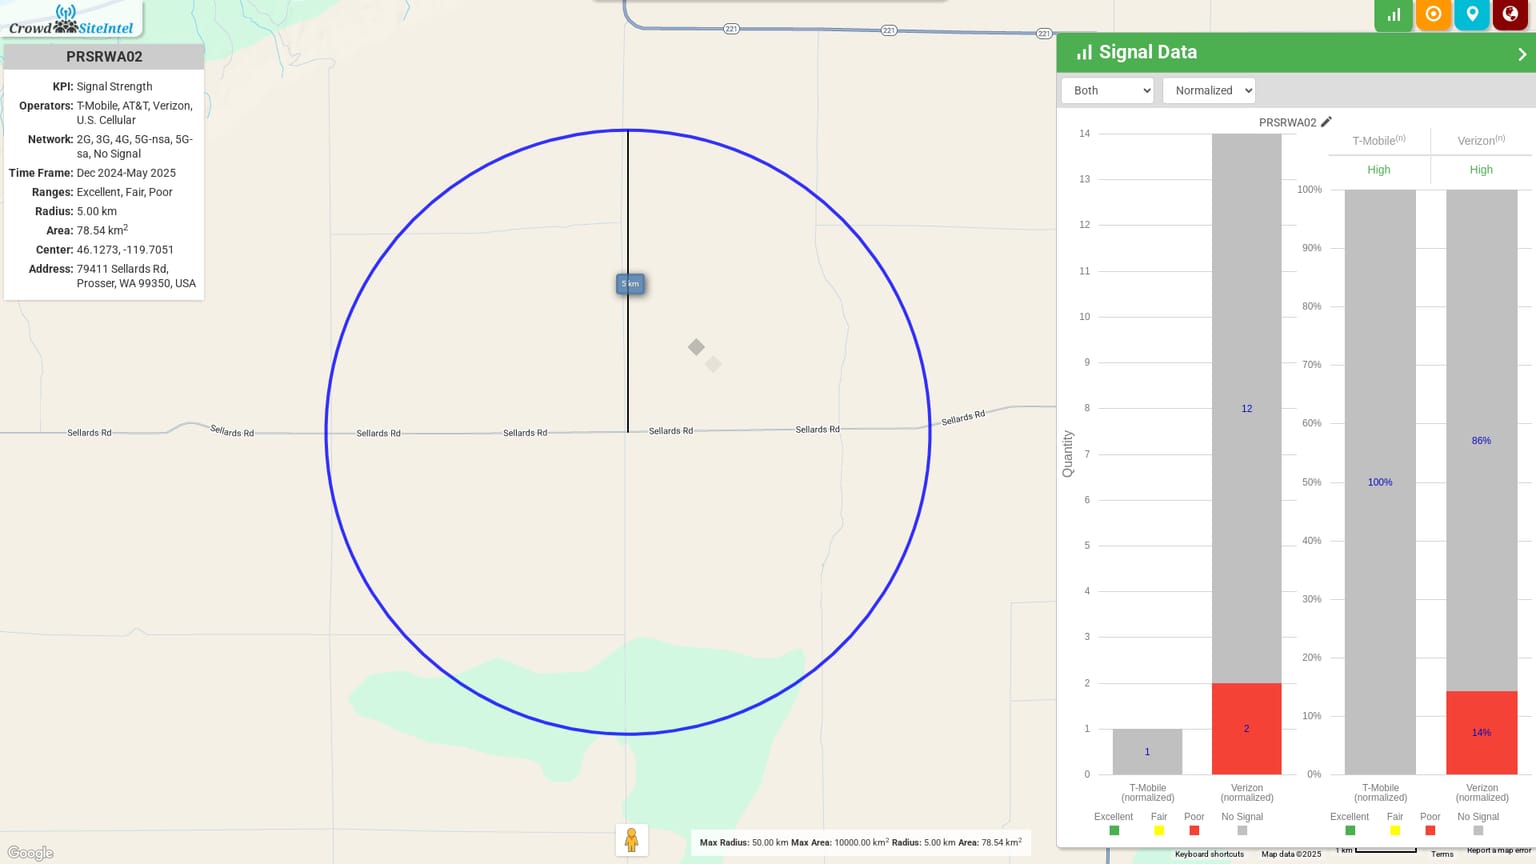 Crowd SiteIntel
PRSRWA02
KPI: Signal Strength
Operators: T-Mobile, AT&T, Verizon,
U.S. Cellular
Network: 2G, 3G, 4G, 5G-nsa, 5G-
sa, No Signal
Time Frame: Dec 2024-May 2025
Ranges: Excellent, Fair, Poor
Radius: 5.00 km
Area: 78.54 km2
Center: 46.1273, -119.7051
Address: 79411 Sellards Rd,
Prosser, WA 99350, USA
221
221
221
5 km
Sellards Rd
Sellards Rd
Sellards Rd
Sellards Rd
Sellards Rd
Sellards Rd
Sellards Rd
Google
Max Radius: 50.00 km Max Area: 10000.00 km2 Radius: 5.00 km Area: 78.54 km2
Signal Data
Both
Normalized
PRSRWA02
Quantity
14
13
12
11
10
9
8
7
6
5
4
3
2
1
0
12
2
1
T-Mobile
(normalized)
Verizon
(normalized)
Excellent
Fair
Poor
No Signal
T-Mobile(n)
Verizon(n)
High
High
100%
90%
80%
70%
60%
50%
40%
30%
20%
10%
0%
100%
86%
14%
T-Mobile
(normalized)
Verizon
(normalized)
Excellent
Fair
Poor
No Signal
Keyboard shortcuts
Map data ©2025
1 km
Terms
Report a map error